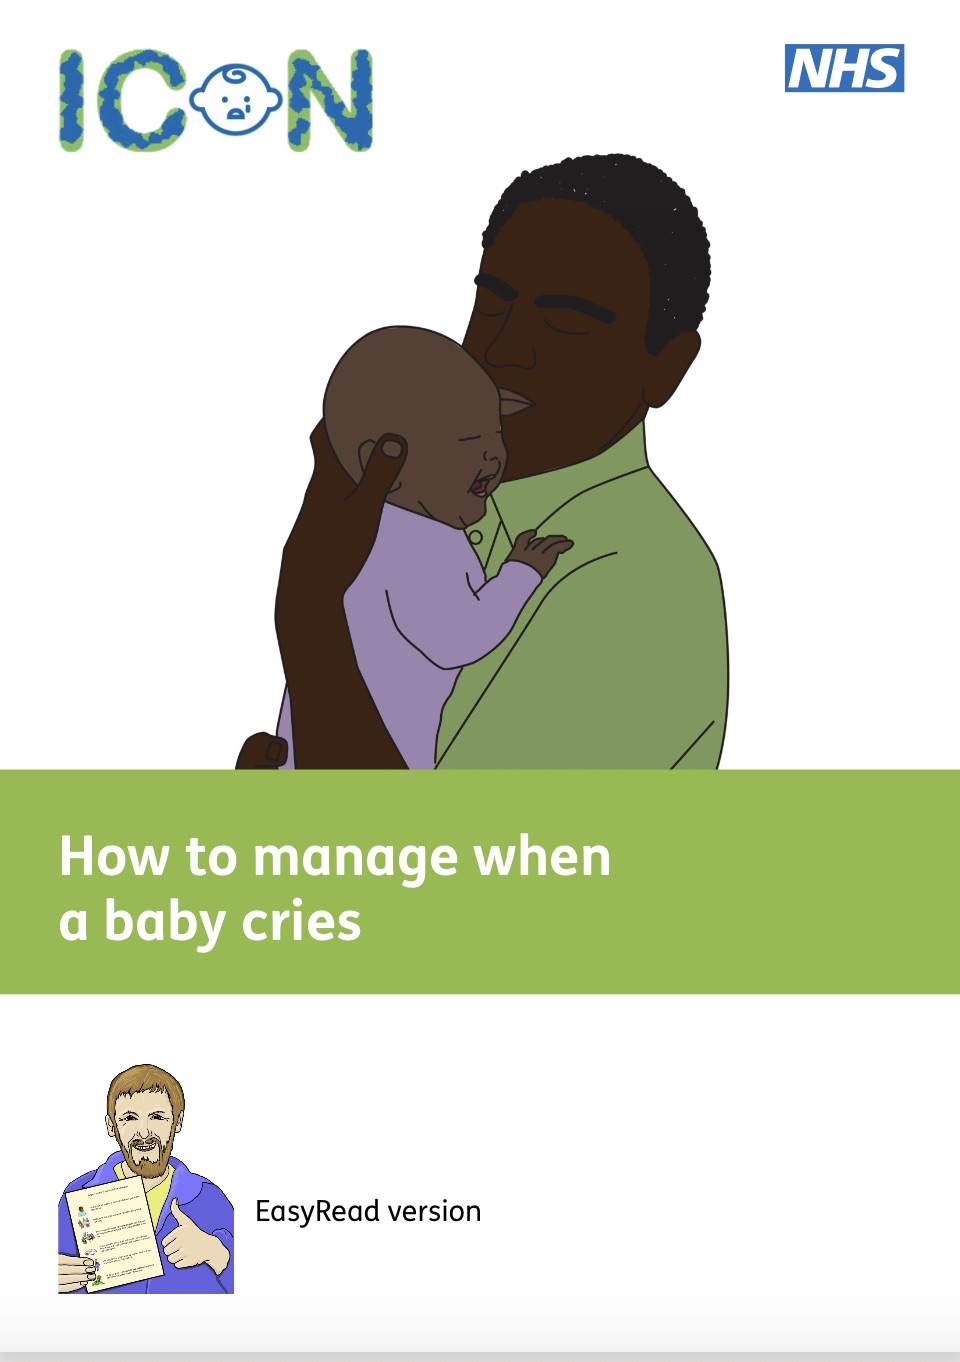 ICON
NHS
How to manage when
a baby cries
EasyRead version